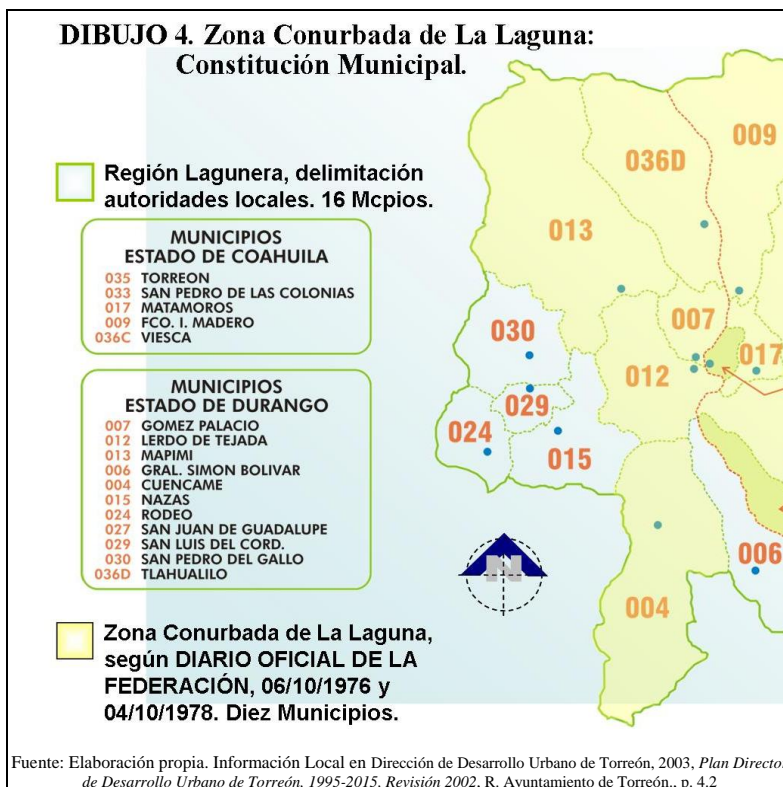 DIBUJO 4. Zona Conurbada de La Laguna:
Constitución Municipal.
Región Lagunera, delimitación
autoridades locales. 16 Mcpios.
MUNICIPIOS
ESTADO DE COAHUILA
035 TORREON
033 SAN PEDRO DE LAS COLONIAS
017 MATAMOROS
009 FCO. I. MADERO
036C VIESCA
MUNICIPIOS
ESTADO DE DURANGO
007 GOMEZ PALACIO
012 LERDO DE TEJADA
013 MAPIMI
006 GRAL. SIMON BOLIVAR
004 CUENCAME
015 NAZAS
024 RODEO
027 SAN JUAN DE GUADALUPE
029 SAN LUIS DEL CORD.
030 SAN PEDRO DEL GALLO
036D TLAHUALILO
Zona Conurbada de La Laguna,
según DIARIO OFICIAL DE LA
FEDERACIÓN, 06/10/1976 y
04/10/1978. Diez Municipios.
009
036D
013
007
030
017
012
029
024
015
006
004
N
Fuente: Elaboración propia. Información Local en Dirección de Desarrollo Urbano de Torreón, 2003, Plan Director
de Desarrollo Urbano de Torreón, 1995-2015, Revisión 2002, R. Ayuntamiento de Torreón., p. 4.2